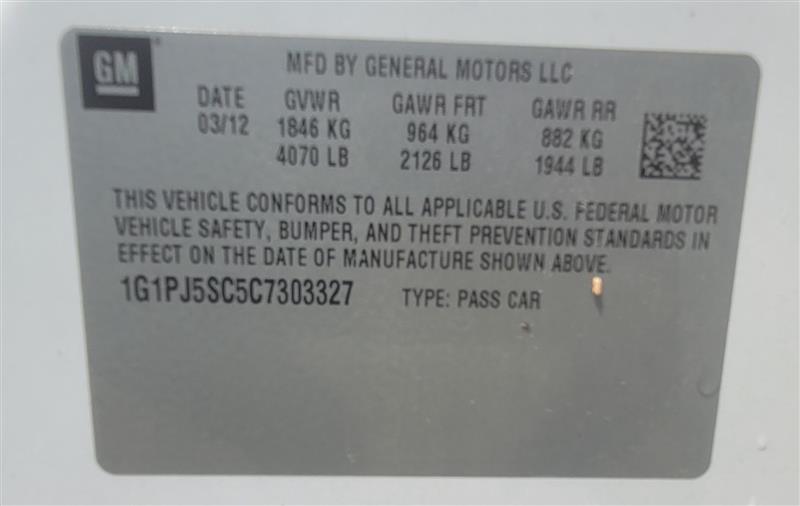 GM
MFD BY GENERAL MOTORS LLC
DATE GVWR GAWR FRT GAWR RR
03/12 1846 KG 964 KG 882 KG
4070 LB 2126 LB 1944 LB
THIS VEHICLE CONFORMS TO ALL APPLICABLE U.S. FEDERAL MOTOR
VEHICLE SAFETY, BUMPER, AND THEFT PREVENTION STANDARDS IN
EFFECT ON THE DATE OF MANUFACTURE SHOWN ABOVE.
1G1PJ5SC5C7303327 TYPE: PASS CAR